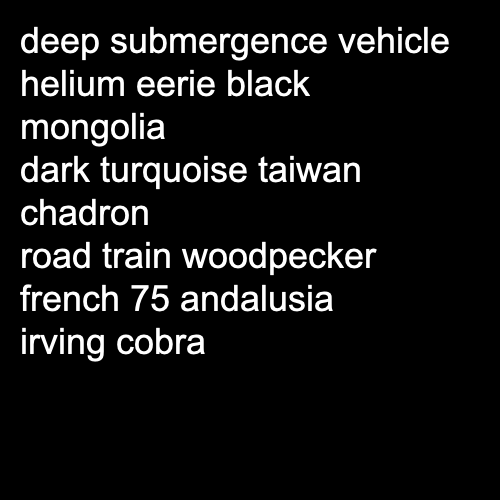 deep submergence vehicle
helium eerie black
mongolia
dark turquoise taiwan
chadron
road train woodpecker
french 75 andalusia
irving cobra